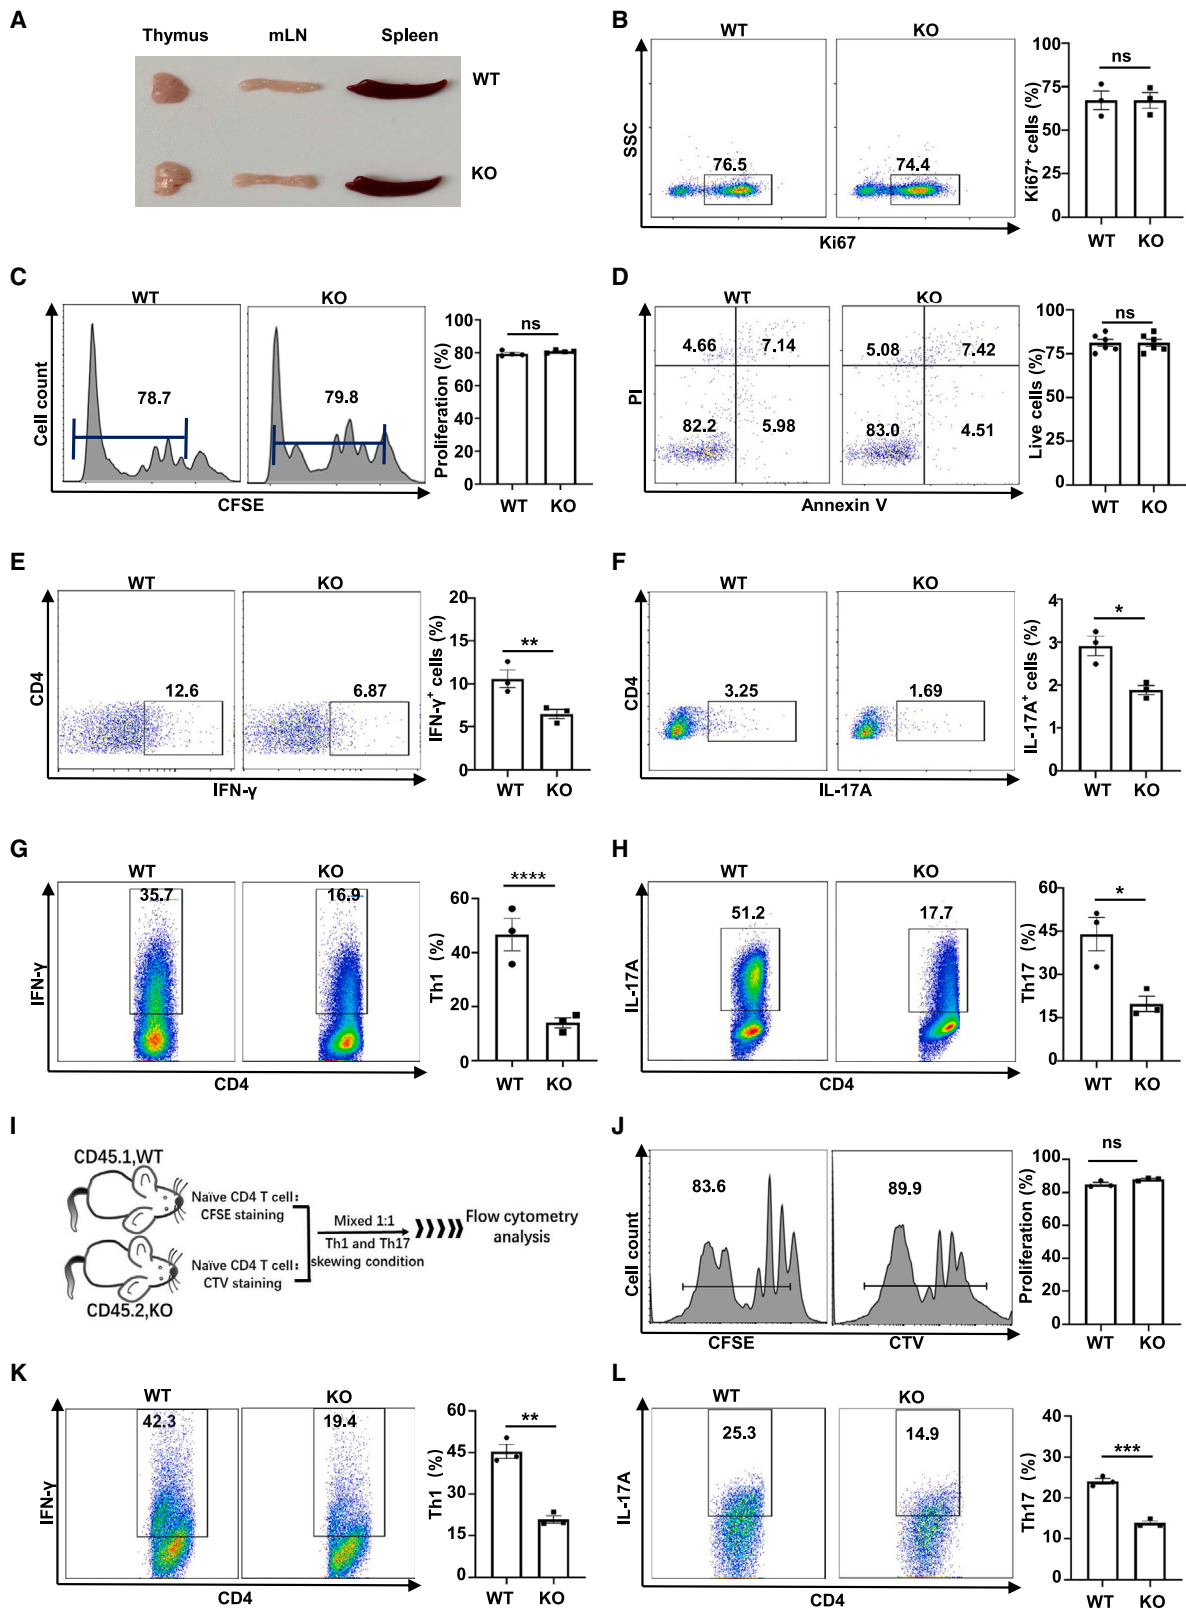 A
Thymus mLN Spleen
WT
KO
B
WT KO
SSC
76.5 74.4
Ki67
Ki67⁺ cells (%)
100
75
50
25
0
ns
WT KO
C
WT KO
Cell count
78.7 79.8
CFSE
Proliferation (%)
100
80
60
40
20
0
ns
WT KO
D
WT KO
PI
4.66 7.14 5.08 7.42
82.2 5.98 83.0 4.51
Annexin V
Live cells (%)
100
75
50
25
0
ns
WT KO
E
WT KO
CD4
12.6 6.87
IFN-γ
IFN-γ⁺ cells (%)
20
15
10
5
0
**
WT KO
F
WT KO
CD4
3.25 1.69
IL-17A
IL-17A⁺ cells (%)
4
3
2
1
0
*
WT KO
G
WT KO
IFN-γ
35.7 16.9
CD4
Th1 (%)
60
40
20
0
****
WT KO
H
WT KO
IL-17A
51.2 17.7
CD4
Th17 (%)
60
45
30
15
0
*
WT KO
I
CD45.1,WT
Naïve CD4 T cell:
CFSE staining
Naïve CD4 T cell:
CTV staining
CD45.2,KO
Mixed 1:1
Th1 and Th17
skewing condition
Flow cytometry
analysis
J
Cell count
83.6 89.9
CFSE CTV
Proliferation (%)
100
80
60
40
20
0
ns
WT KO
K
WT KO
IFN-γ
42.3 19.4
CD4
Th1 (%)
60
45
30
15
0
**
WT KO
L
WT KO
IL-17A
25.3 14.9
CD4
Th17 (%)
40
30
20
10
0
***
WT KO